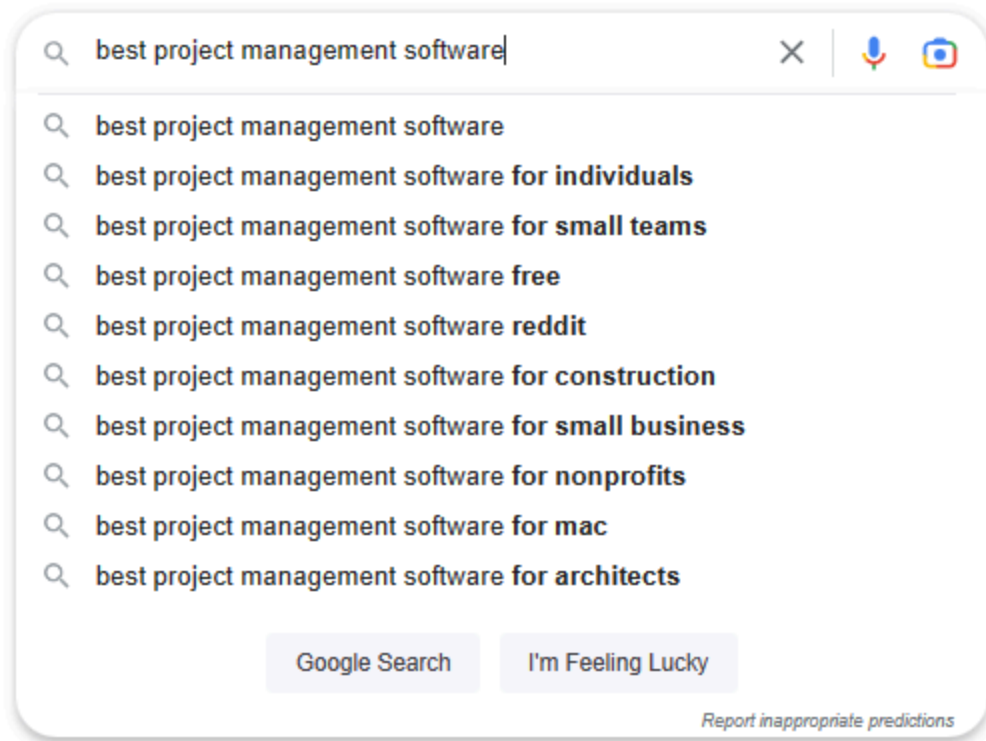 best project management software
best project management software
best project management software for individuals
best project management software for small teams
best project management software free
best project management software reddit
best project management software for construction
best project management software for small business
best project management software for nonprofits
best project management software for mac
best project management software for architects
Google Search
I'm Feeling Lucky
Report inappropriate predictions